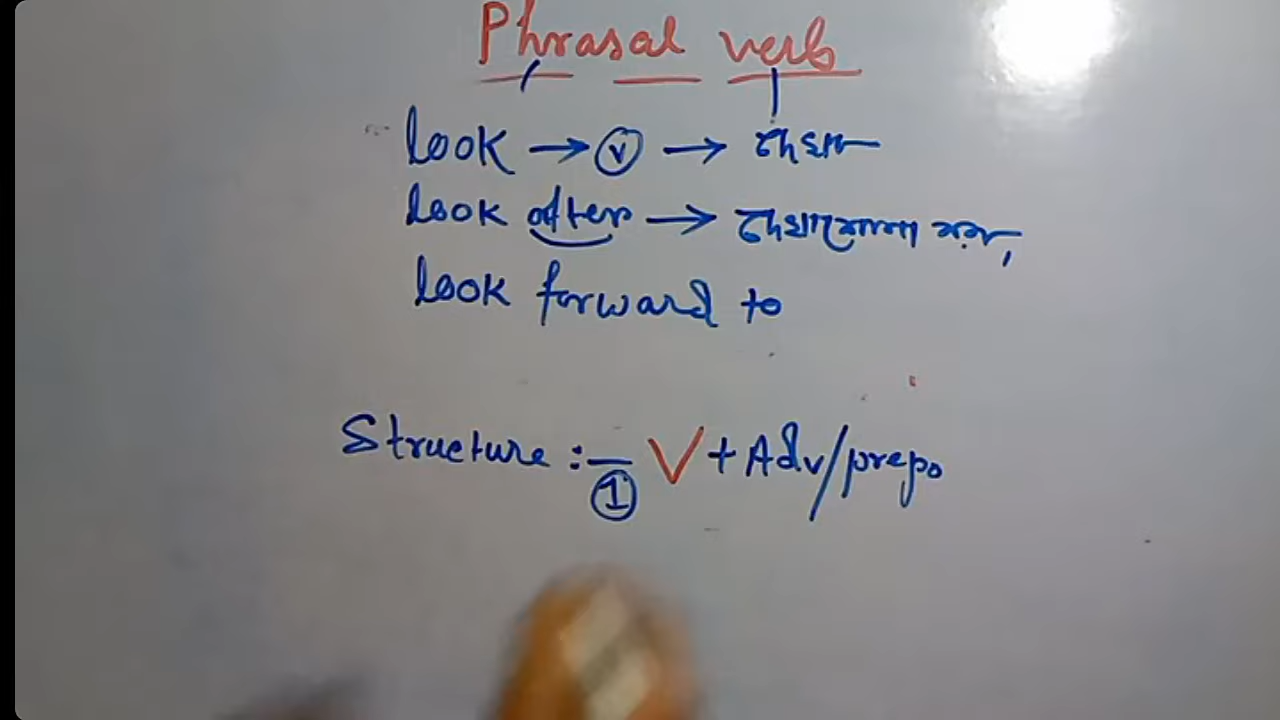 Phrasal verb
look → v → দেখা
look after → দেখাশোনা করা
look forward to
Structure :— V + Adv/prepo
1